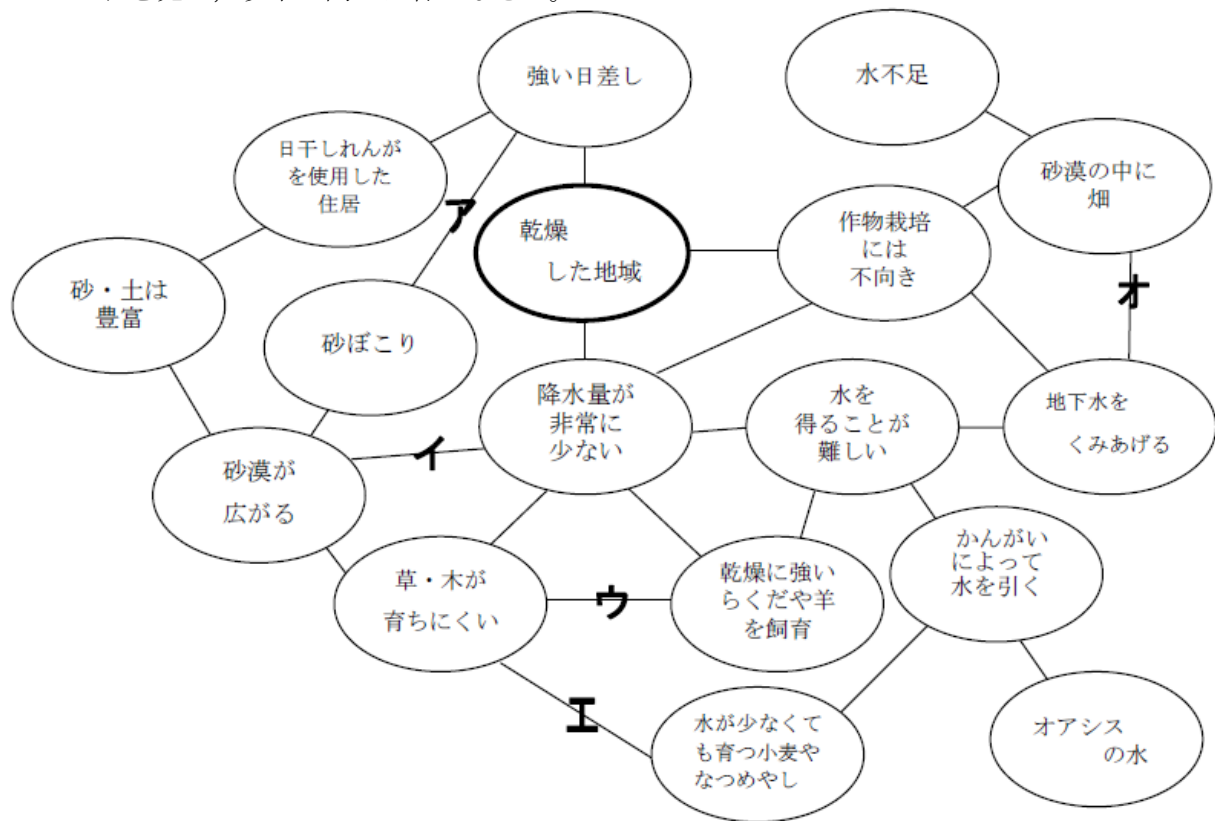 強い日差し
水不足
日干しれんが
を使用した
住居
砂漠の中に
畑
ア
乾燥
した地域
作物栽培
には
不向き
砂・土は
豊富
オ
砂ぼこり
降水量が
非常に
少ない
水を
得ることが
難しい
地下水を
くみあげる
イ
砂漠が
広がる
草・木が
育ちにくい
ウ
乾燥に強い
らくだや羊
を飼育
かんがい
によって
水を引く
エ
水が少なくて
も育つ小麦や
なつめやし
オアシス
の水